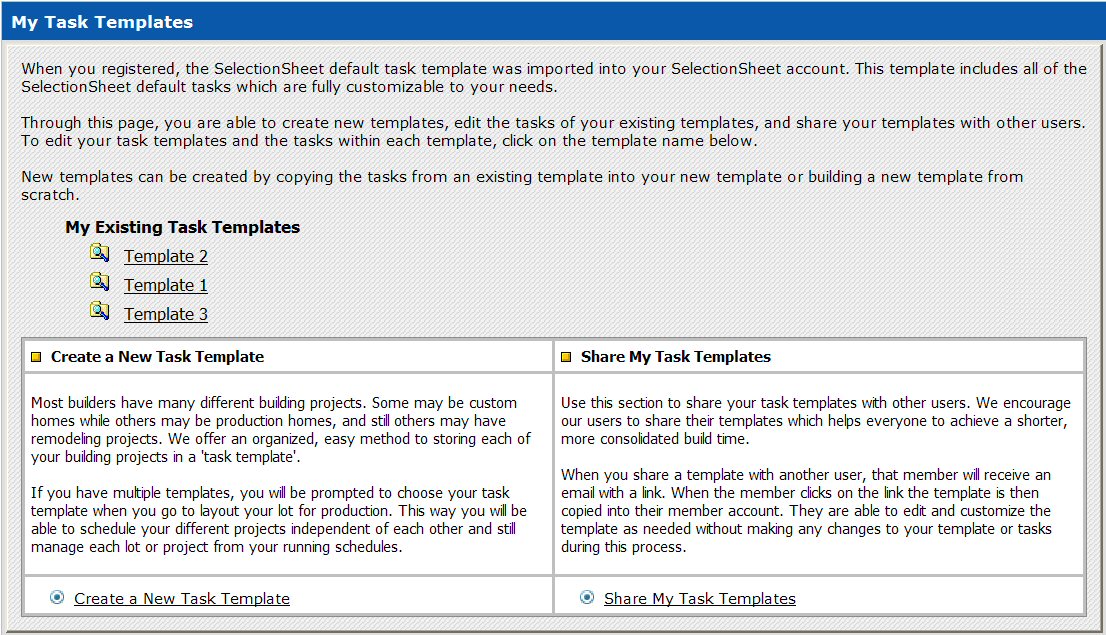 My Task Templates
When you registered, the SelectionSheet default task template was imported into your SelectionSheet account. This template includes all of the
SelectionSheet default tasks which are fully customizable to your needs.
Through this page, you are able to create new templates, edit the tasks of your existing templates, and share your templates with other users.
To edit your task templates and the tasks within each template, click on the template name below.
New templates can be created by copying the tasks from an existing template into your new template or building a new template from
scratch.
My Existing Task Templates
Template 2
Template 1
Template 3
Create a New Task Template
Most builders have many different building projects. Some may be custom
homes while others may be production homes, and still others may have
remodeling projects. We offer an organized, easy method to storing each of
your building projects in a 'task template'.
If you have multiple templates, you will be prompted to choose your task
template when you go to layout your lot for production. This way you will be
able to schedule your different projects independent of each other and still
manage each lot or project from your running schedules.
Create a New Task Template
Share My Task Templates
Use this section to share your task templates with other users. We encourage
our users to share their templates which helps everyone to achieve a shorter,
more consolidated build time.
When you share a template with another user, that member will receive an
email with a link. When the member clicks on the link the template is then
copied into their member account. They are able to edit and customize the
template as needed without making any changes to your template or tasks
during this process.
Share My Task Templates